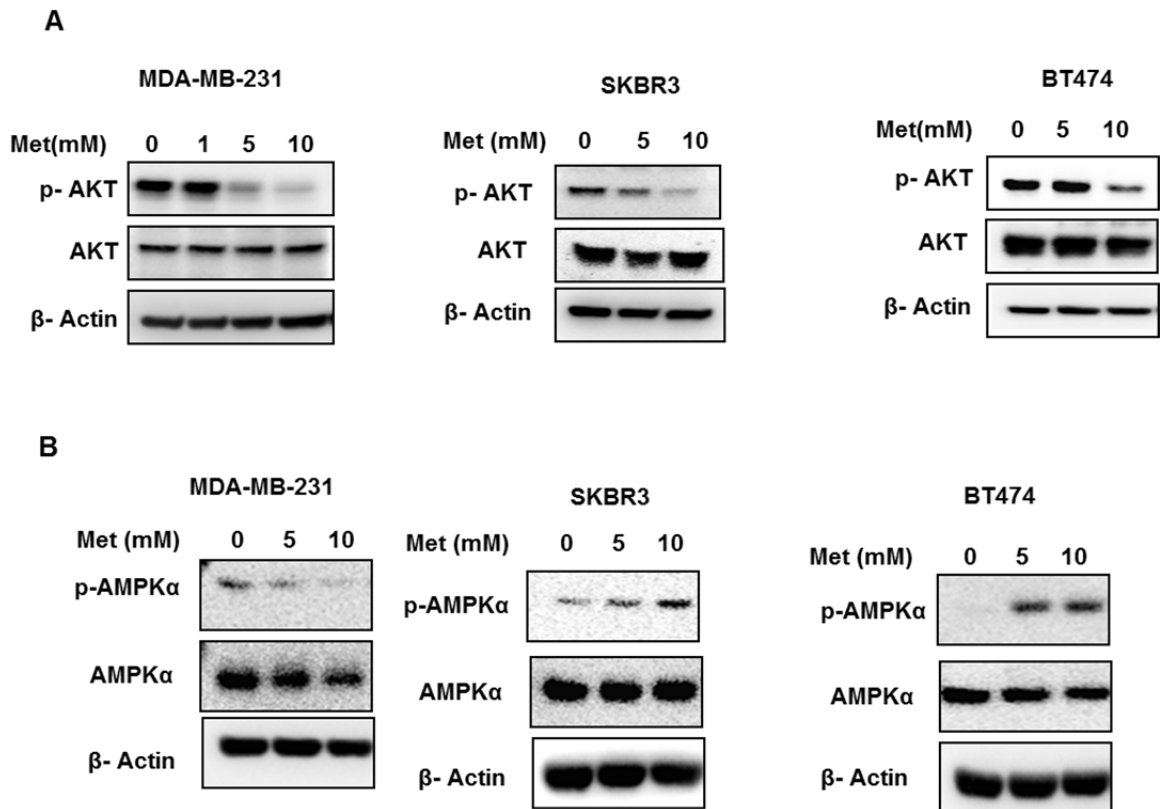 A
MDA-MB-231
Met(mM) 0 1 5 10
p- AKT
AKT
β- Actin
SKBR3
Met (mM) 0 5 10
p- AKT
AKT
β- Actin
BT474
Met(mM) 0 5 10
p- AKT
AKT
β- Actin
B
MDA-MB-231
Met (mM) 0 5 10
p-AMPKα
AMPKα
β- Actin
SKBR3
Met (mM) 0 5 10
p-AMPKα
AMPKα
β- Actin
BT474
Met (mM) 0 5 10
p-AMPKα
AMPKα
β- Actin